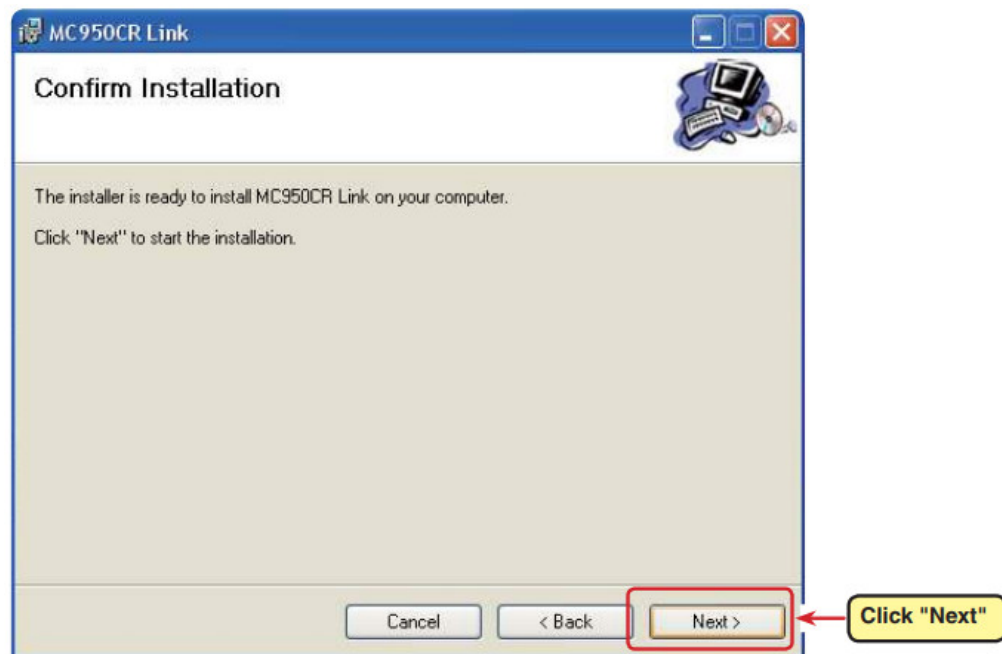 MC950CR Link
Confirm Installation
The installer is ready to install MC950CR Link on your computer.
Click "Next" to start the installation.
Cancel
< Back
Next >
Click "Next"